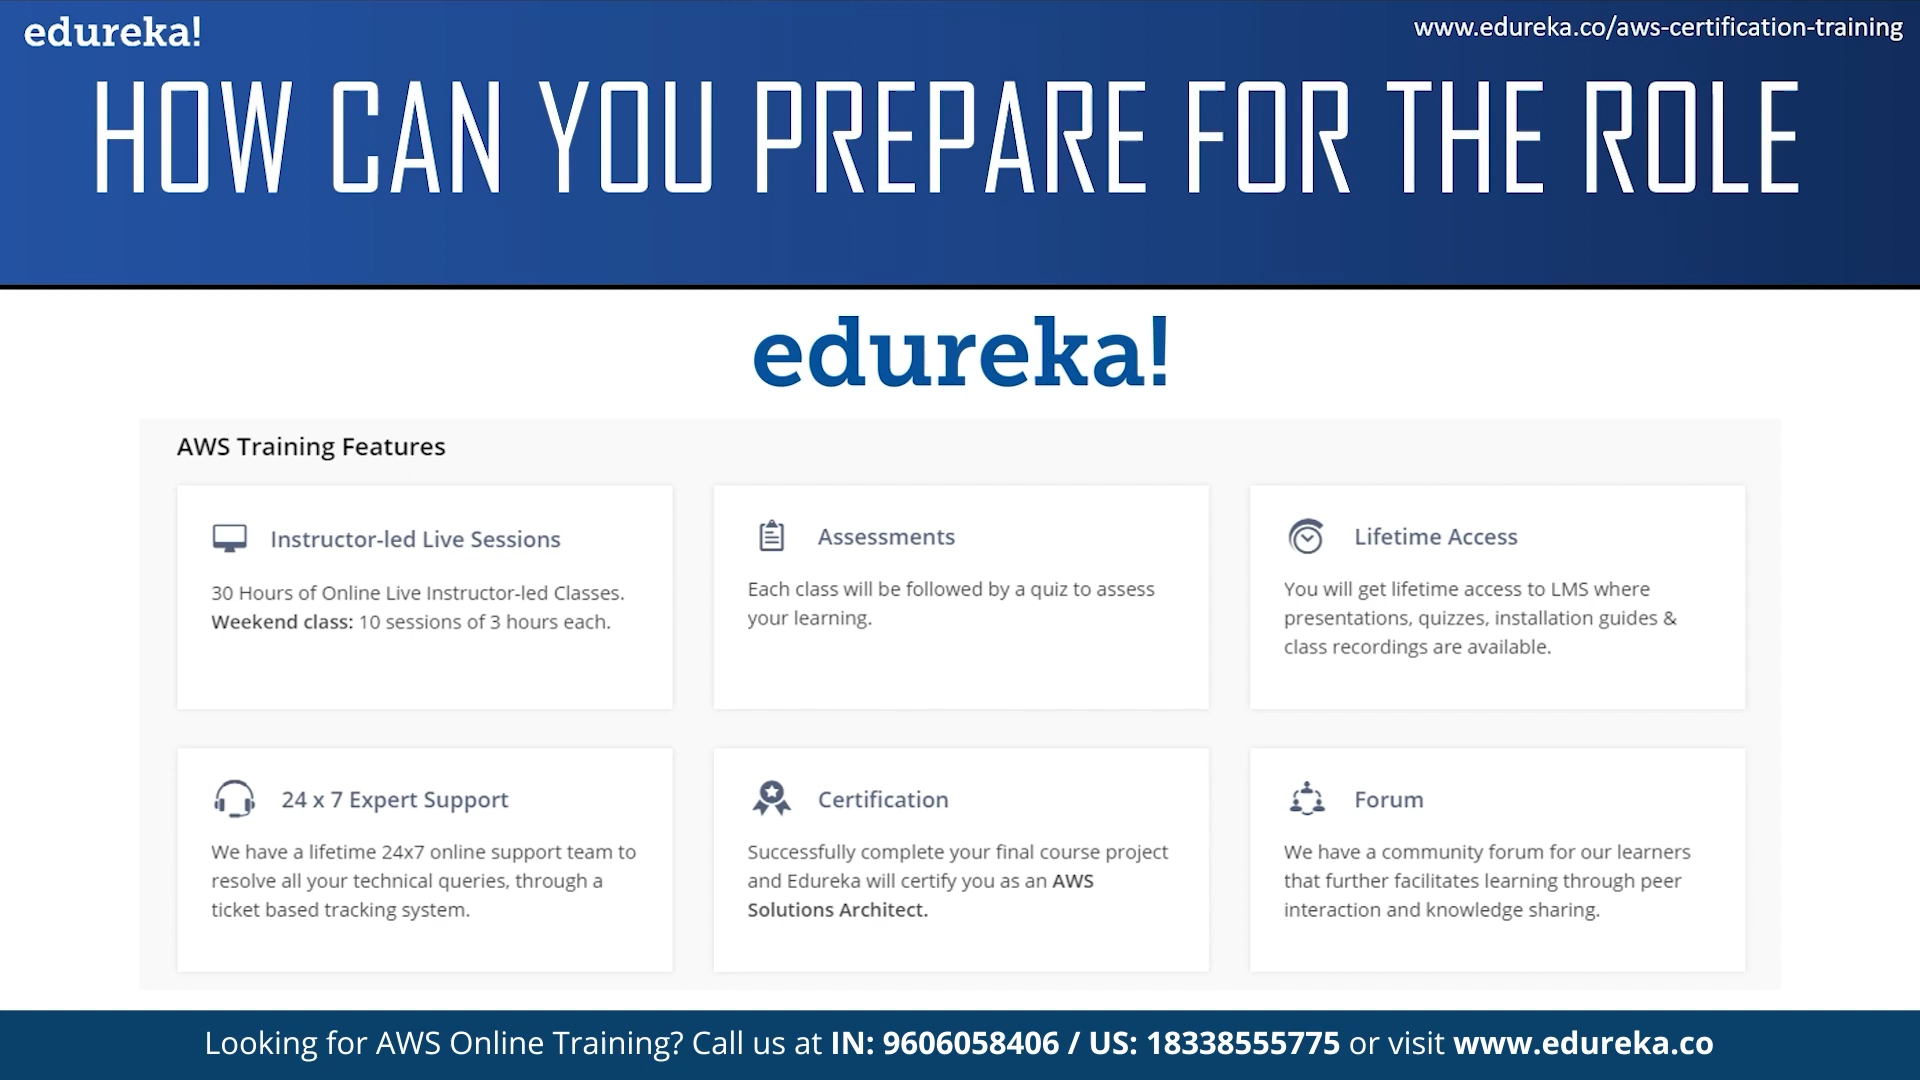 edureka!
www.edureka.co/aws-certification-training
HOW CAN YOU PREPARE FOR THE ROLE
edureka!
AWS Training Features
Instructor-led Live Sessions
30 Hours of Online Live Instructor-led Classes.
Weekend class: 10 sessions of 3 hours each.
Assessments
Each class will be followed by a quiz to assess
your learning.
Lifetime Access
You will get lifetime access to LMS where
presentations, quizzes, installation guides &
class recordings are available.
24 x 7 Expert Support
We have a lifetime 24x7 online support team to
resolve all your technical queries, through a
ticket based tracking system.
Certification
Successfully complete your final course project
and Edureka will certify you as an AWS
Solutions Architect.
Forum
We have a community forum for our learners
that further facilitates learning through peer
interaction and knowledge sharing.
Looking for AWS Online Training? Call us at IN: 9606058406 / US: 18338555775 or visit www.edureka.co